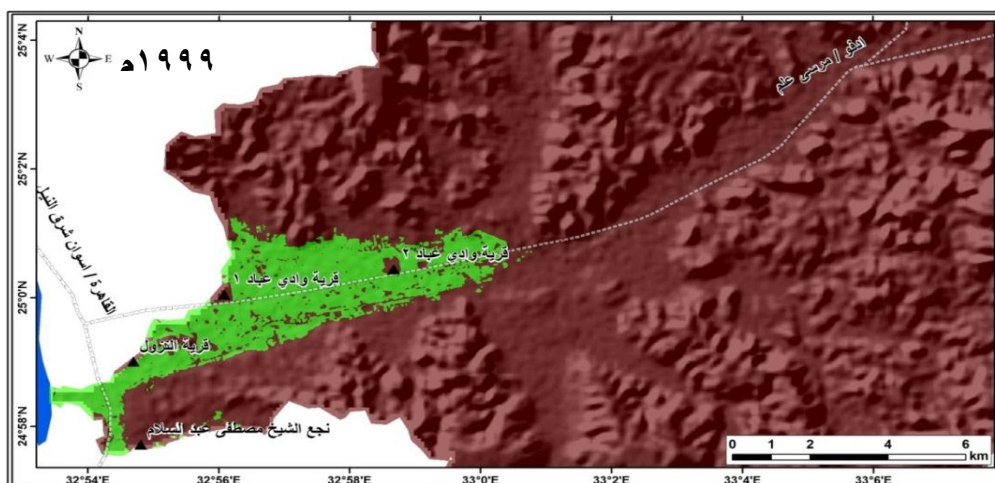 N
W E
S
١٩٩٩م
ادفو / مرسى علم
القاهرة / اسوان شرق النيل
قرية وادي عباد ٢
قرية وادي عباد ١
قرية النزول
نجع الشيخ مصطفى عبد السلام
25°4'N
25°2'N
25°0'N
24°58'N
0 1 2 4 6
km
32°54'E 32°56'E 32°58'E 33°0'E 33°2'E 33°4'E 33°6'E